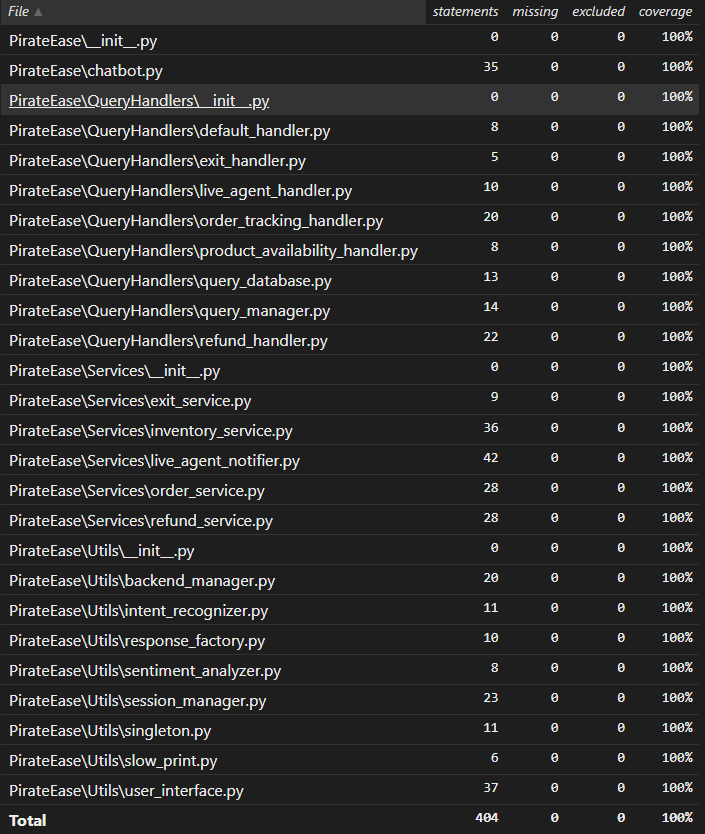 File ▲ statements missing excluded coverage
PirateEase\__init__.py 0 0 0 100%
PirateEase\chatbot.py 35 0 0 100%
PirateEase\QueryHandlers\__init__.py 0 0 0 100%
PirateEase\QueryHandlers\default_handler.py 8 0 0 100%
PirateEase\QueryHandlers\exit_handler.py 5 0 0 100%
PirateEase\QueryHandlers\live_agent_handler.py 10 0 0 100%
PirateEase\QueryHandlers\order_tracking_handler.py 20 0 0 100%
PirateEase\QueryHandlers\product_availability_handler.py 8 0 0 100%
PirateEase\QueryHandlers\query_database.py 13 0 0 100%
PirateEase\QueryHandlers\query_manager.py 14 0 0 100%
PirateEase\QueryHandlers\refund_handler.py 22 0 0 100%
PirateEase\Services\__init__.py 0 0 0 100%
PirateEase\Services\exit_service.py 9 0 0 100%
PirateEase\Services\inventory_service.py 36 0 0 100%
PirateEase\Services\live_agent_notifier.py 42 0 0 100%
PirateEase\Services\order_service.py 28 0 0 100%
PirateEase\Services\refund_service.py 28 0 0 100%
PirateEase\Utils\__init__.py 0 0 0 100%
PirateEase\Utils\backend_manager.py 20 0 0 100%
PirateEase\Utils\intent_recognizer.py 11 0 0 100%
PirateEase\Utils\response_factory.py 10 0 0 100%
PirateEase\Utils\sentiment_analyzer.py 8 0 0 100%
PirateEase\Utils\session_manager.py 23 0 0 100%
PirateEase\Utils\singleton.py 11 0 0 100%
PirateEase\Utils\slow_print.py 6 0 0 100%
PirateEase\Utils\user_interface.py 37 0 0 100%
Total 404 0 0 100%